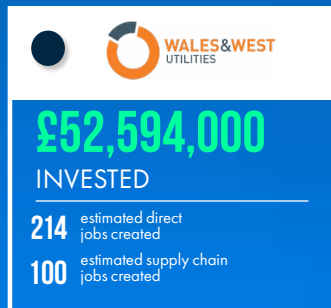 WALES&WEST
UTILITIES
£52,594,000
INVESTED
214 estimated direct
jobs created
100 estimated supply chain
jobs created